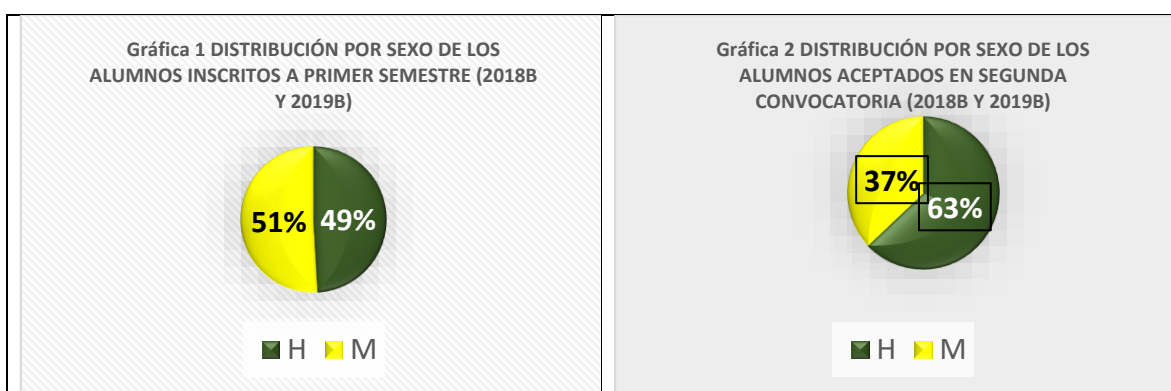 Gráfica 1 DISTRIBUCIÓN POR SEXO DE LOS
ALUMNOS INSCRITOS A PRIMER SEMESTRE (2018B
Y 2019B)
51%
49%
H
M
Gráfica 2 DISTRIBUCIÓN POR SEXO DE LOS
ALUMNOS ACEPTADOS EN SEGUNDA
CONVOCATORIA (2018B Y 2019B)
37%
63%
H
M